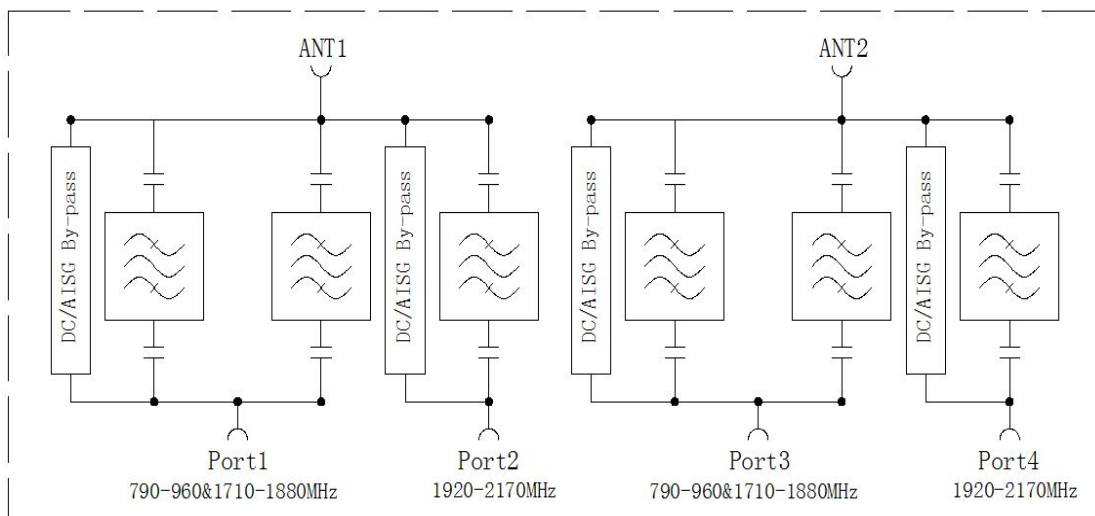 ANT1
ANT2
DC/AISG By-pass
DC/AISG By-pass
DC/AISG By-pass
DC/AISG By-pass
Port1
Port2
Port3
Port4
790-960&1710-1880MHz
1920-2170MHz
790-960&1710-1880MHz
1920-2170MHz